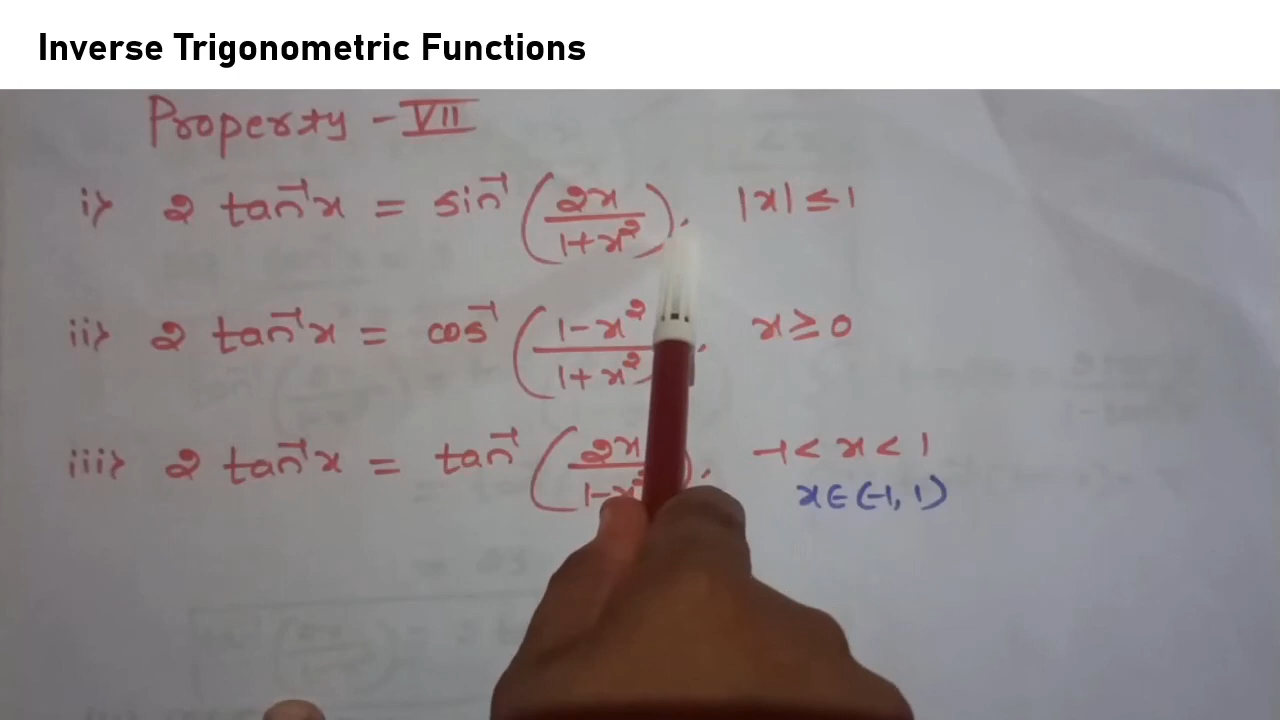 Inverse Trigonometric Functions
Property - VII
i) 2 tan⁻¹x = sin⁻¹(2x/1+x²), |x| ≤ 1
ii) 2 tan⁻¹x = cos⁻¹(1-x²/1+x²), x ≥ 0
iii) 2 tan⁻¹x = tan⁻¹(2x/1-x²), -1 < x < 1
x ∈ (-1, 1)